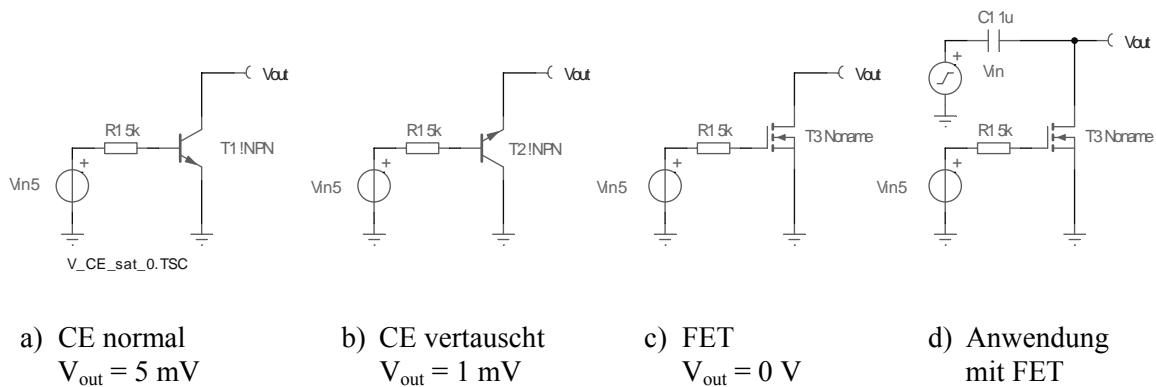 C1 1u
Vout
Vin
Vout
R1 5k
T1 !NPN
Vin 5
V_CE_sat_0.TSC
Vout
R1 5k
T2 !NPN
Vin 5
Vout
R1 5k
T3 Noname
Vin 5
R1 5k
T3 Noname
Vin 5
a) CE normal
Vout = 5 mV
b) CE vertauscht
Vout = 1 mV
c) FET
Vout = 0 V
d) Anwendung
mit FET